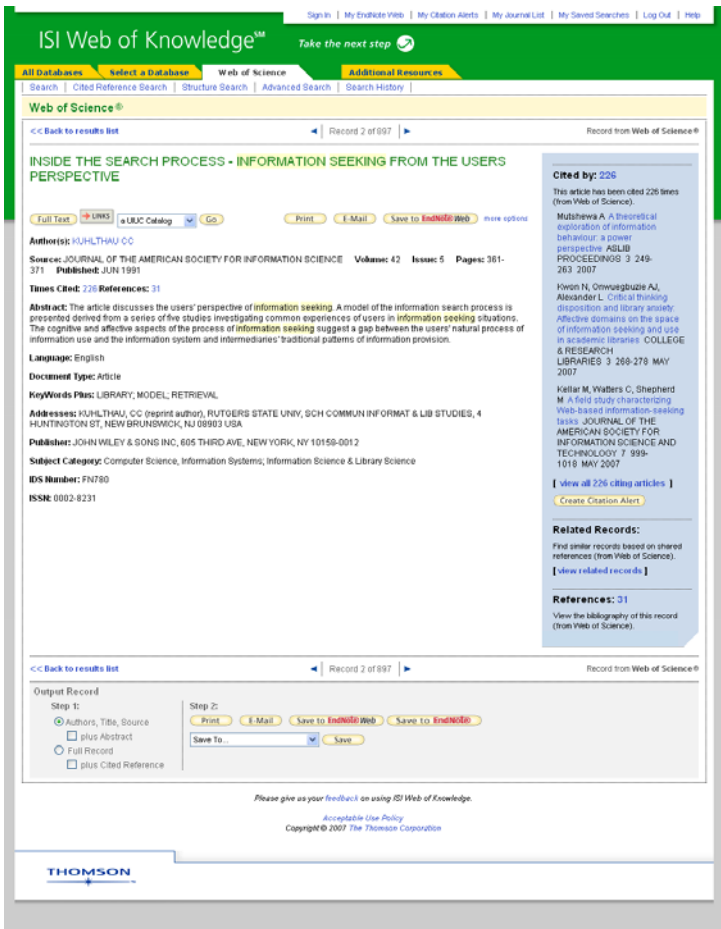 Sign In | My EndNote Web | My Citation Alerts | My Journal List | My Saved Searches | Log Out | Help
ISI Web of Knowledge℠ Take the next step
All Databases Select a Database Web of Science Additional Resources
Search | Cited Reference Search | Structure Search | Advanced Search | Search History |
Web of Science®
<< Back to results list Record 2 of 897 Record from Web of Science®
INSIDE THE SEARCH PROCESS - INFORMATION SEEKING FROM THE USERS
PERSPECTIVE
Full Text LINKS a UIUC Catalog Go Print E-Mail Save to EndNote Web more options
Author(s): KUHLTHAU CC
Source: JOURNAL OF THE AMERICAN SOCIETY FOR INFORMATION SCIENCE Volume: 42 Issue: 5 Pages: 361-
371 Published: JUN 1991
Times Cited: 226 References: 31
Abstract: The article discusses the users' perspective of information seeking. A model of the information search process is
presented derived from a series of five studies investigating common experiences of users in information seeking situations.
The cognitive and affective aspects of the process of information seeking suggest a gap between the users' natural process of
information use and the information system and intermediaries' traditional patterns of information provision.
Language: English
Document Type: Article
KeyWords Plus: LIBRARY; MODEL; RETRIEVAL
Addresses: KUHLTHAU, CC (reprint author), RUTGERS STATE UNIV, SCH COMMUN INFORMAT & LIB STUDIES, 4
HUNTINGTON ST, NEW BRUNSWICK, NJ 08903 USA
Publisher: JOHN WILEY & SONS INC, 605 THIRD AVE, NEW YORK, NY 10158-0012
Subject Category: Computer Science, Information Systems; Information Science & Library Science
IDS Number: FN780
ISSN: 0002-8231
Cited by: 226
This article has been cited 226 times
(from Web of Science).
Mutshewa A A theoretical
exploration of information
behaviour: a power
perspective ASLIB
PROCEEDINGS 3 249-
263 2007
Kwon N, Onwuegbuzie AJ,
Alexander L Critical thinking
disposition and library anxiety:
Affective domains on the space
of information seeking and use
in academic libraries COLLEGE
& RESEARCH
LIBRARIES 3 268-278 MAY
2007
Kellar M, Watters C, Shepherd
M A field study characterizing
Web-based information-seeking
tasks JOURNAL OF THE
AMERICAN SOCIETY FOR
INFORMATION SCIENCE AND
TECHNOLOGY 7 999-
1018 MAY 2007
[ view all 226 citing articles ]
Create Citation Alert
Related Records:
Find similar records based on shared
references (from Web of Science).
[ view related records ]
References: 31
View the bibliography of this record
(from Web of Science).
<< Back to results list Record 2 of 897 Record from Web of Science®
Output Record
Step 1: Step 2:
Authors, Title, Source Print E-Mail Save to EndNote Web Save to EndNote
plus Abstract Save To... Save
Full Record
plus Cited Reference
Please give us your feedback on using ISI Web of Knowledge.
Acceptable Use Policy
Copyright © 2007 The Thomson Corporation
THOMSON